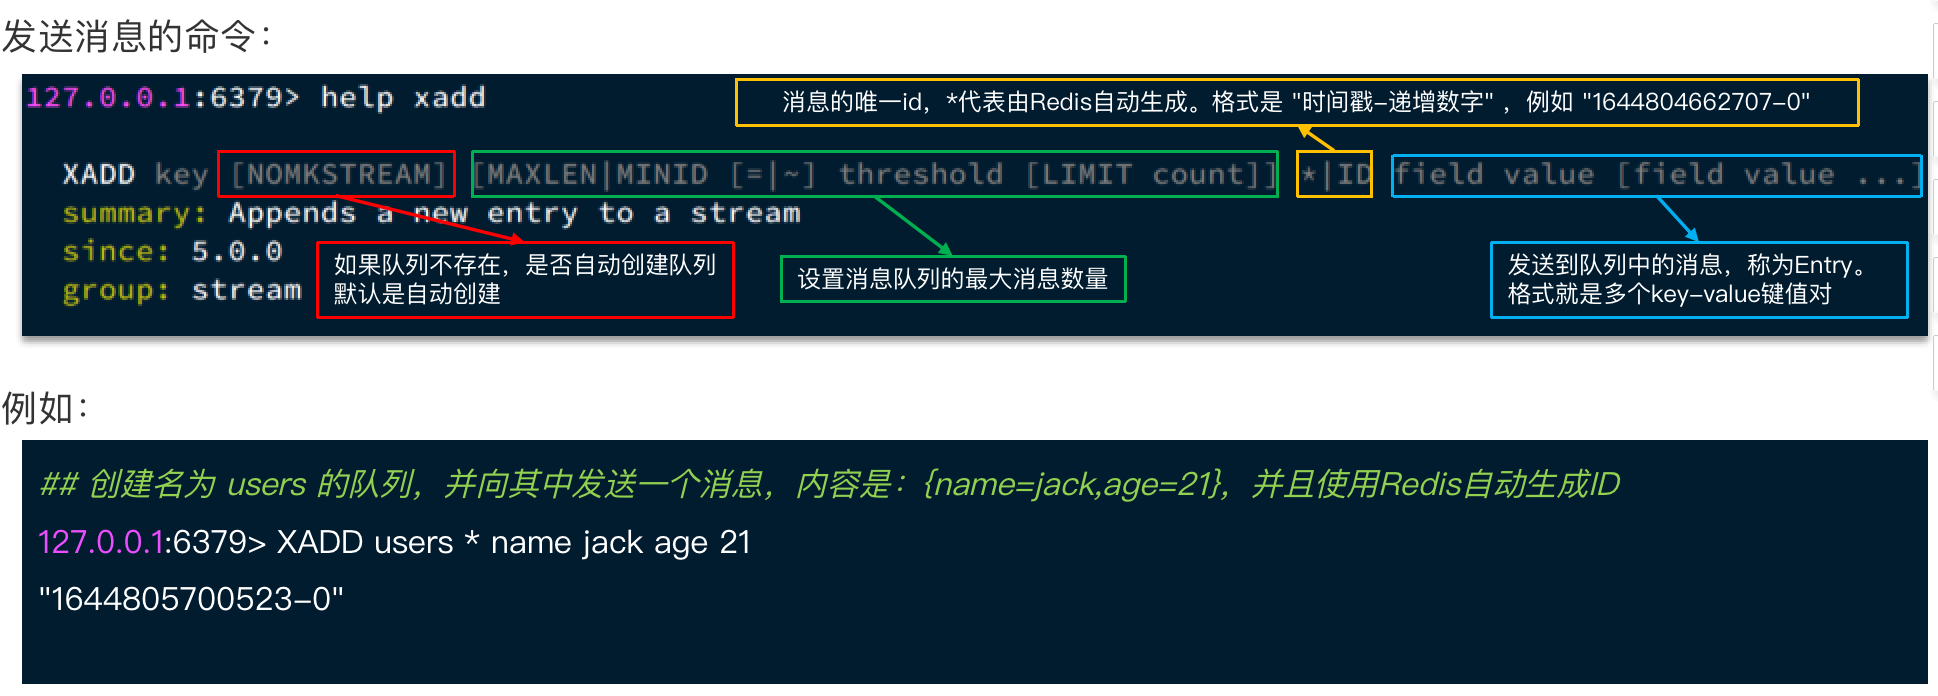 发送消息的命令：
127.0.0.1:6379> help xadd
消息的唯一id，*代表由Redis自动生成。格式是 "时间戳-递增数字" ，例如 "1644804662707-0"
XADD key [NOMKSTREAM] [MAXLEN|MINID [=|~] threshold [LIMIT count]] *|ID field value [field value ...]
summary: Appends a new entry to a stream
since: 5.0.0
group: stream
如果队列不存在，是否自动创建队列
默认是自动创建
设置消息队列的最大消息数量
发送到队列中的消息，称为Entry。
格式就是多个key-value键值对
例如：
## 创建名为 users 的队列，并向其中发送一个消息，内容是：{name=jack,age=21}，并且使用Redis自动生成ID
127.0.0.1:6379> XADD users * name jack age 21
"1644805700523-0"